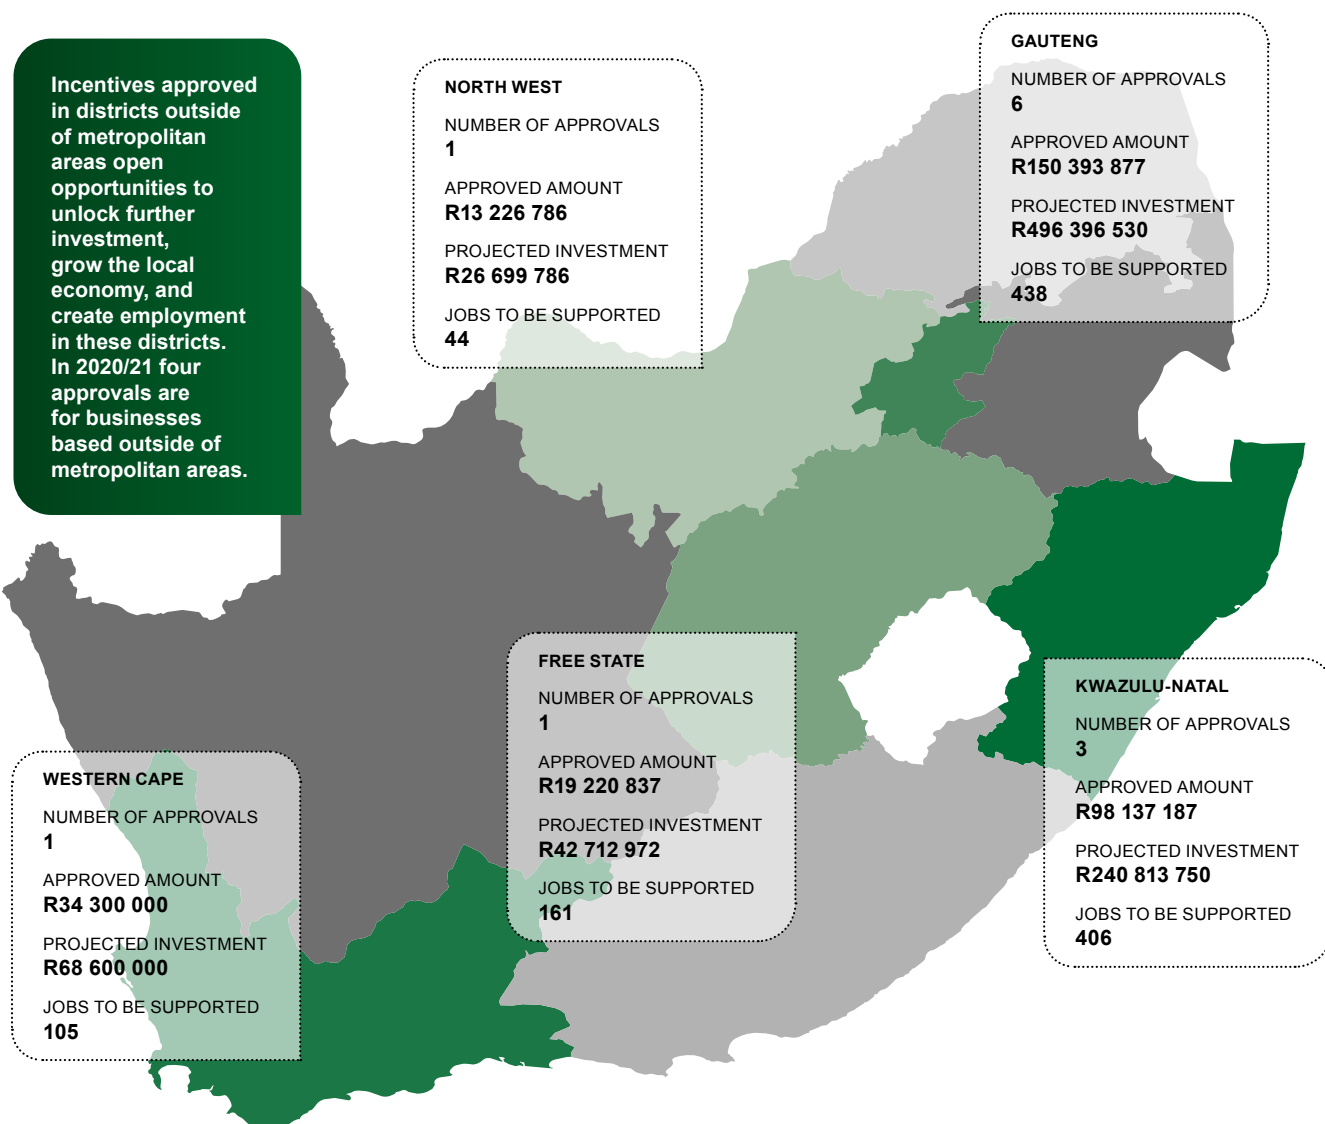 Incentives approved
in districts outside
of metropolitan
areas open
opportunities to
unlock further
investment,
grow the local
economy, and
create employment
in these districts.
In 2020/21 four
approvals are
for businesses
based outside of
metropolitan areas.
NORTH WEST
NUMBER OF APPROVALS
1
APPROVED AMOUNT
R13 226 786
PROJECTED INVESTMENT
R26 699 786
JOBS TO BE SUPPORTED
44
GAUTENG
NUMBER OF APPROVALS
6
APPROVED AMOUNT
R150 393 877
PROJECTED INVESTMENT
R496 396 530
JOBS TO BE SUPPORTED
438
FREE STATE
NUMBER OF APPROVALS
1
APPROVED AMOUNT
R19 220 837
PROJECTED INVESTMENT
R42 712 972
JOBS TO BE SUPPORTED
161
KWAZULU-NATAL
NUMBER OF APPROVALS
3
APPROVED AMOUNT
R98 137 187
PROJECTED INVESTMENT
R240 813 750
JOBS TO BE SUPPORTED
406
WESTERN CAPE
NUMBER OF APPROVALS
1
APPROVED AMOUNT
R34 300 000
PROJECTED INVESTMENT
R68 600 000
JOBS TO BE SUPPORTED
105